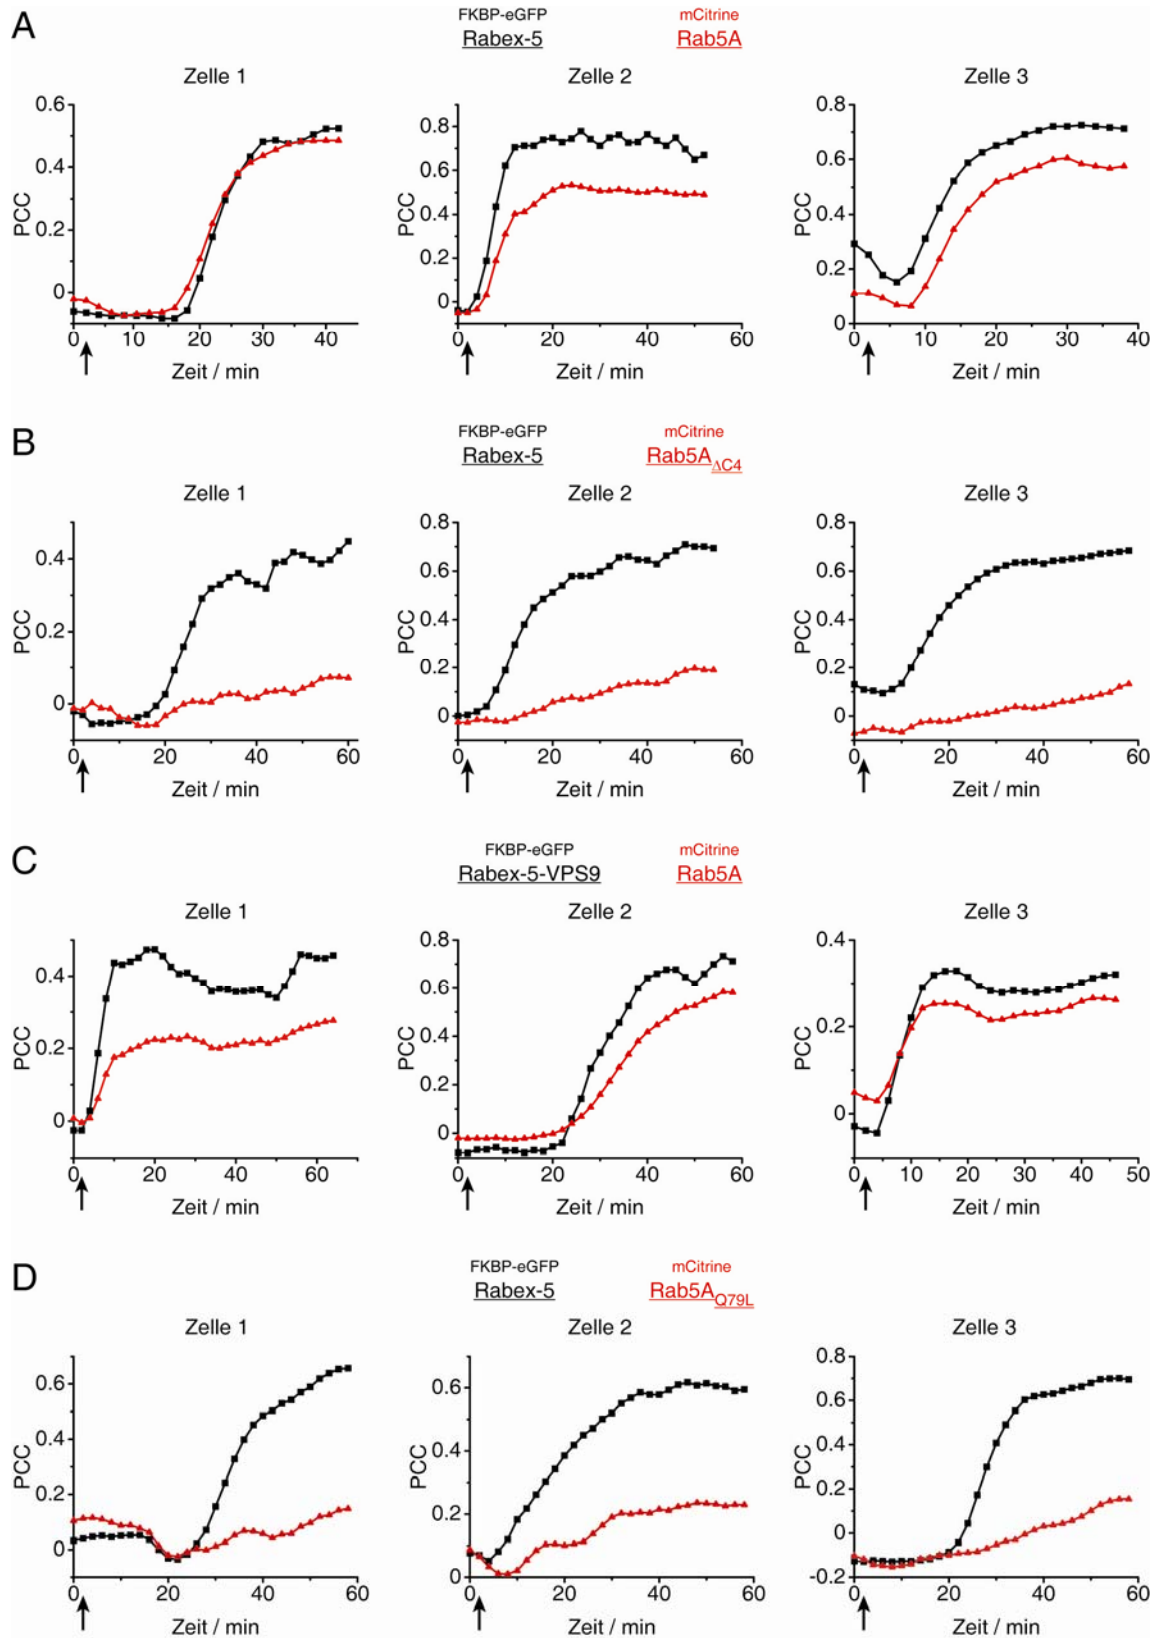 A
FKBP-eGFP mCitrine
Rabex-5 Rab5A
Zelle 1 Zelle 2 Zelle 3
0.6 0.8 0.8
0.4 0.6 0.6
PCC PCC PCC
0.2 0.4 0.4
0 0.2 0.2
0 0
0 10 20 30 40 0 20 40 60 0 10 20 30 40
Zeit / min Zeit / min Zeit / min
B
FKBP-eGFP mCitrine
Rabex-5 Rab5AΔC4
Zelle 1 Zelle 2 Zelle 3
0.4 0.8 0.8
0.2 0.6 0.6
PCC PCC PCC
0 0.4 0.4
0.2 0.2
0 0
0 20 40 60 0 20 40 60 0 20 40 60
Zeit / min Zeit / min Zeit / min
C
FKBP-eGFP mCitrine
Rabex-5-VPS9 Rab5A
Zelle 1 Zelle 2 Zelle 3
0.4 0.8 0.4
0.2 0.6 0.2
PCC PCC PCC
0 0.4 0
0.2
0
0 20 40 60 0 20 40 60 0 10 20 30 40 50
Zeit / min Zeit / min Zeit / min
D
FKBP-eGFP mCitrine
Rabex-5 Rab5AQ79L
Zelle 1 Zelle 2 Zelle 3
0.6 0.6 0.8
0.4 0.4 0.6
PCC PCC PCC
0.2 0.2 0.4
0 0 0.2
0
-0.2
0 20 40 60 0 20 40 60 0 20 40 60
Zeit / min Zeit / min Zeit / min